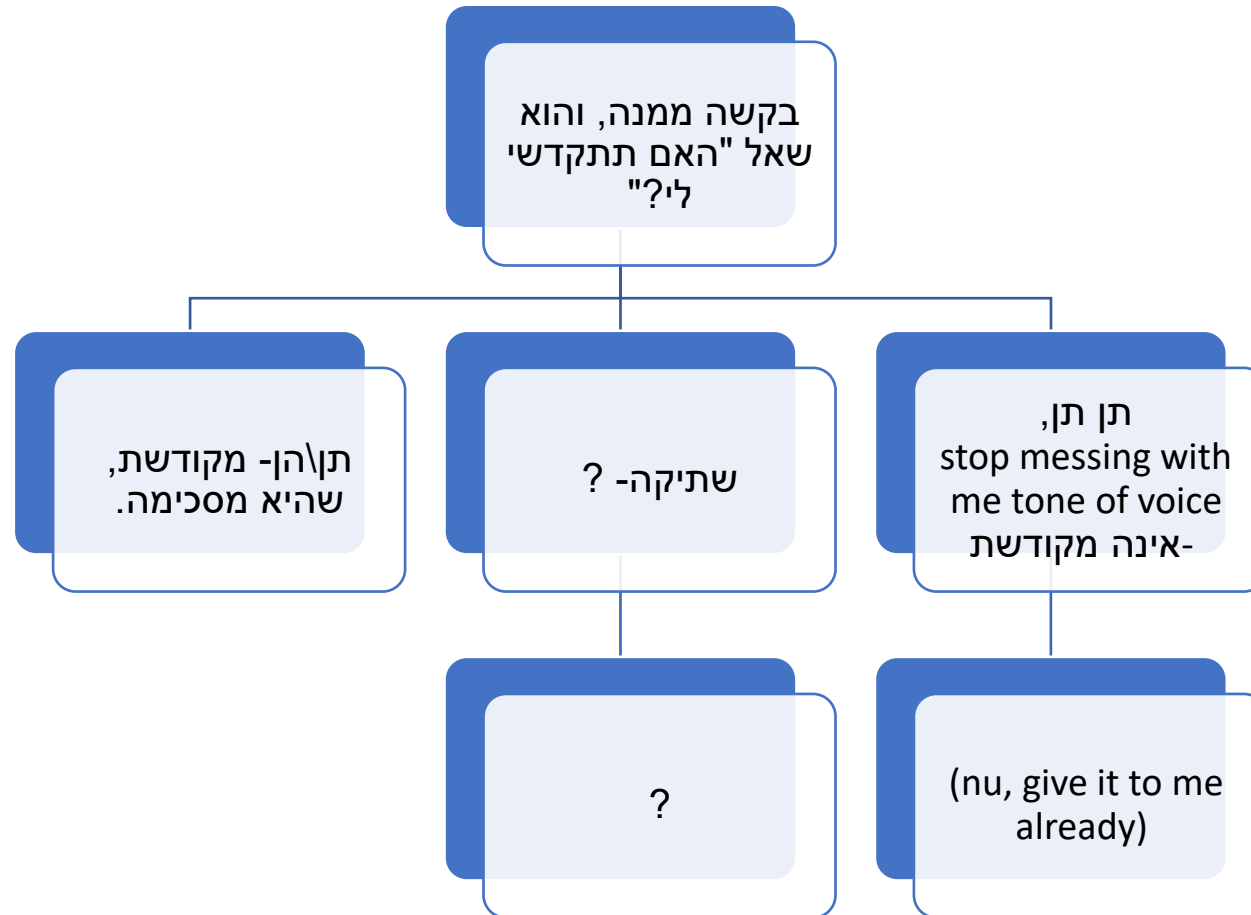 בקשה ממנה, והוא
שאל "האם תתקדשי
לי?"
תן תן,
stop messing with
me tone of voice
-אינה מקודשת
שתיקה- ?
תן\הן- מקודשת,
שהיא מסכימה.
(nu, give it to me
already)
?